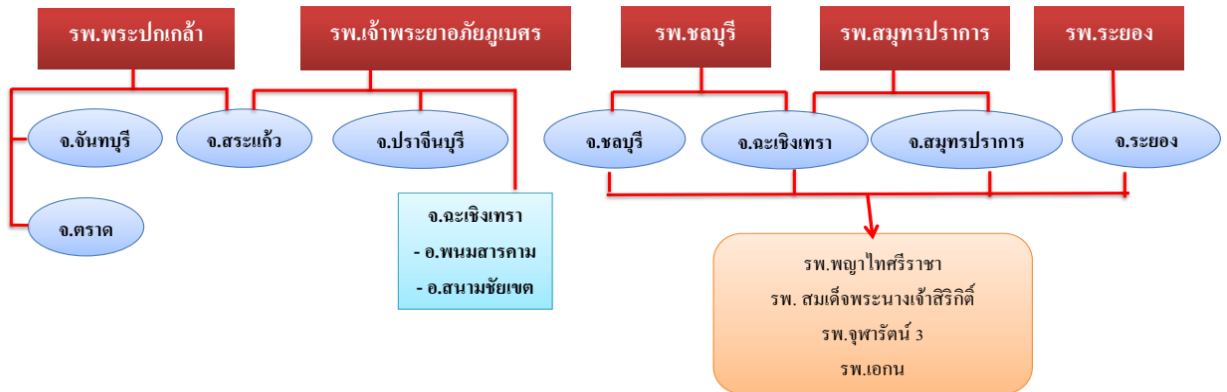 รพ.พระปกเกล้า
รพ.เจ้าพระยาอภัยภูเบศร
รพ.ชลบุรี
รพ.สมุทรปราการ
รพ.ระยอง
จ.จันทบุรี
จ.สระแก้ว
จ.ปราจีนบุรี
จ.ชลบุรี
จ.ฉะเชิงเทรา
จ.สมุทรปราการ
จ.ระยอง
จ.ตราด
จ.ฉะเชิงเทรา
- อ.พนมสารคาม
- อ.สนามชัยเขต
รพ.พญาไทศรีราชา
รพ. สมเด็จพระนางเจ้าสิริกิติ์
รพ.จุฬารัตน์ 3
รพ.เอกน